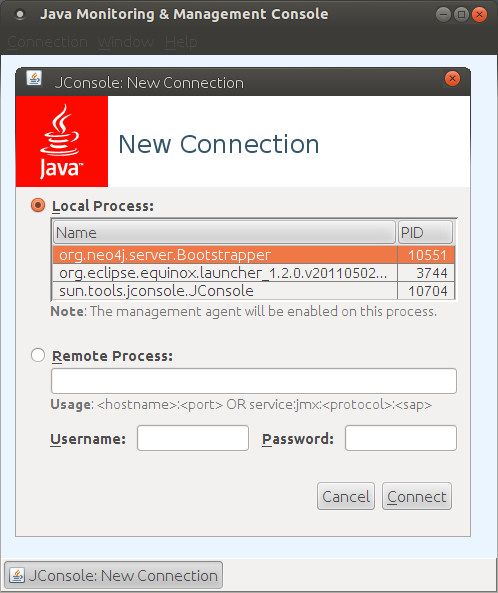 Java Monitoring & Management Console
Connection Window Help
JConsole: New Connection
Java™
New Connection
Local Process:
Name PID
org.neo4j.server.Bootstrapper 10551
org.eclipse.equinox.launcher_1.2.0.v20110502... 3744
sun.tools.jconsole.JConsole 10704
Note: The management agent will be enabled on this process.
Remote Process:
Usage: <hostname>:<port> OR service:jmx:<protocol>:<sap>
Username: Password:
Cancel Connect
JConsole: New Connection